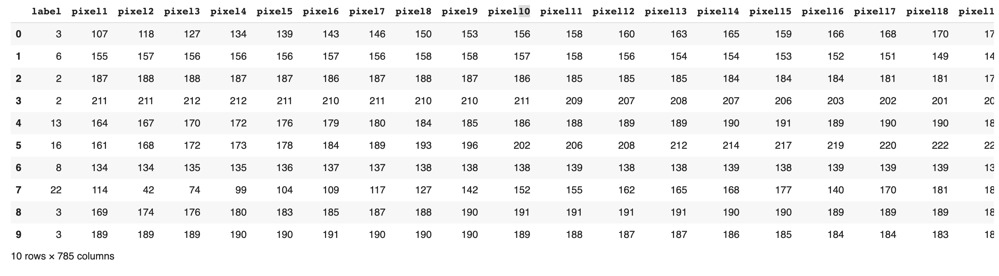 label pixel1 pixel2 pixel3 pixel4 pixel5 pixel6 pixel7 pixel8 pixel9 pixel10 pixel11 pixel12 pixel13 pixel14 pixel15 pixel16 pixel17 pixel18 pixel1
0 3 107 118 127 134 139 143 146 150 153 156 158 160 163 165 159 166 168 170 17
1 6 155 157 156 156 156 157 156 158 158 157 158 156 154 154 153 152 151 149 14
2 2 187 188 188 187 187 186 187 188 187 186 185 185 185 184 184 184 181 181 17
3 2 211 211 212 212 211 210 211 210 210 211 209 207 208 207 206 203 202 201 20
4 13 164 167 170 172 176 179 180 184 185 186 188 189 189 190 191 189 190 190 18
5 16 161 168 172 173 178 184 189 193 196 202 206 208 212 214 217 219 220 222 22
6 8 134 134 135 135 136 137 137 138 138 138 139 138 138 139 138 139 139 139 13
7 22 114 42 74 99 104 109 117 127 142 152 155 162 165 168 177 140 170 181 18
8 3 169 174 176 180 183 185 187 188 190 191 191 191 191 190 190 189 189 189 18
9 3 189 189 189 190 190 191 190 190 190 189 188 187 187 186 185 184 184 183 18
10 rows × 785 columns